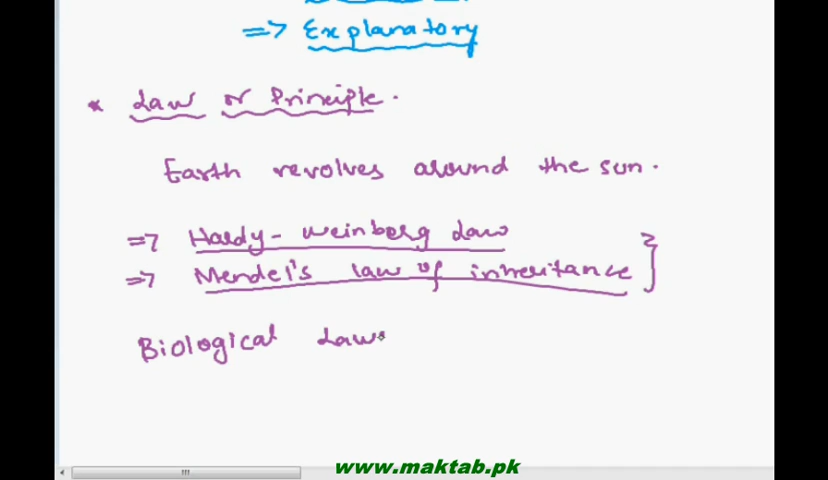 => Explanatory
* Law or Principle.
Earth revolves around the sun.
=> Hardy-Weinberg Law
=> Mendel's law of inheritance }
Biological Laws
www.maktab.pk